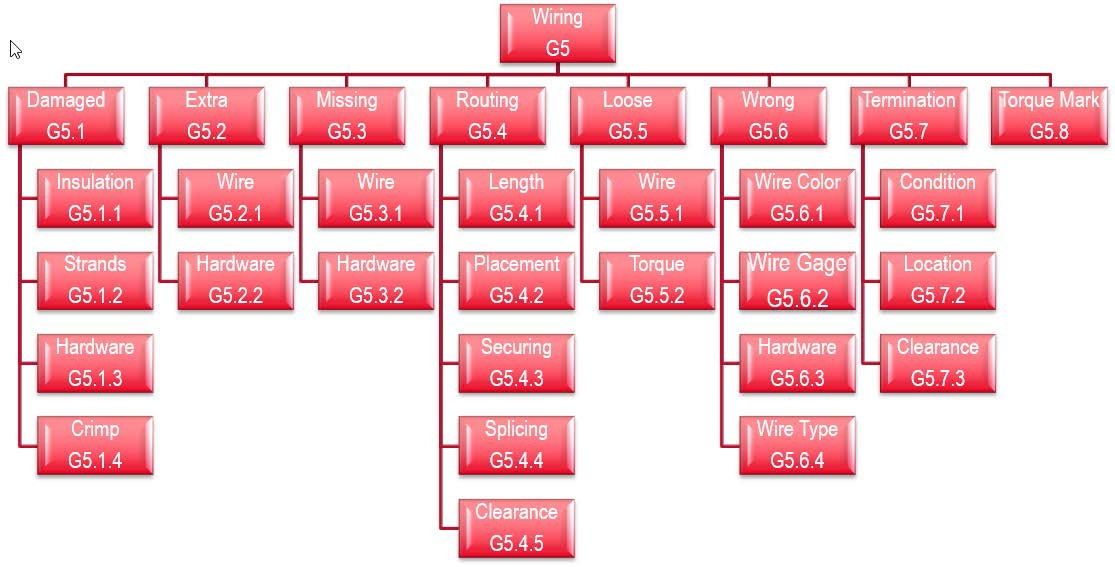 Wiring
G5
Damaged
G5.1
Extra
G5.2
Missing
G5.3
Routing
G5.4
Loose
G5.5
Wrong
G5.6
Termination
G5.7
Torque Mark
G5.8
Insulation
G5.1.1
Wire
G5.2.1
Wire
G5.3.1
Length
G5.4.1
Wire
G5.5.1
Wire Color
G5.6.1
Condition
G5.7.1
Strands
G5.1.2
Hardware
G5.2.2
Hardware
G5.3.2
Placement
G5.4.2
Torque
G5.5.2
Wire Gage
G5.6.2
Location
G5.7.2
Hardware
G5.1.3
Securing
G5.4.3
Hardware
G5.6.3
Clearance
G5.7.3
Crimp
G5.1.4
Splicing
G5.4.4
Wire Type
G5.6.4
Clearance
G5.4.5